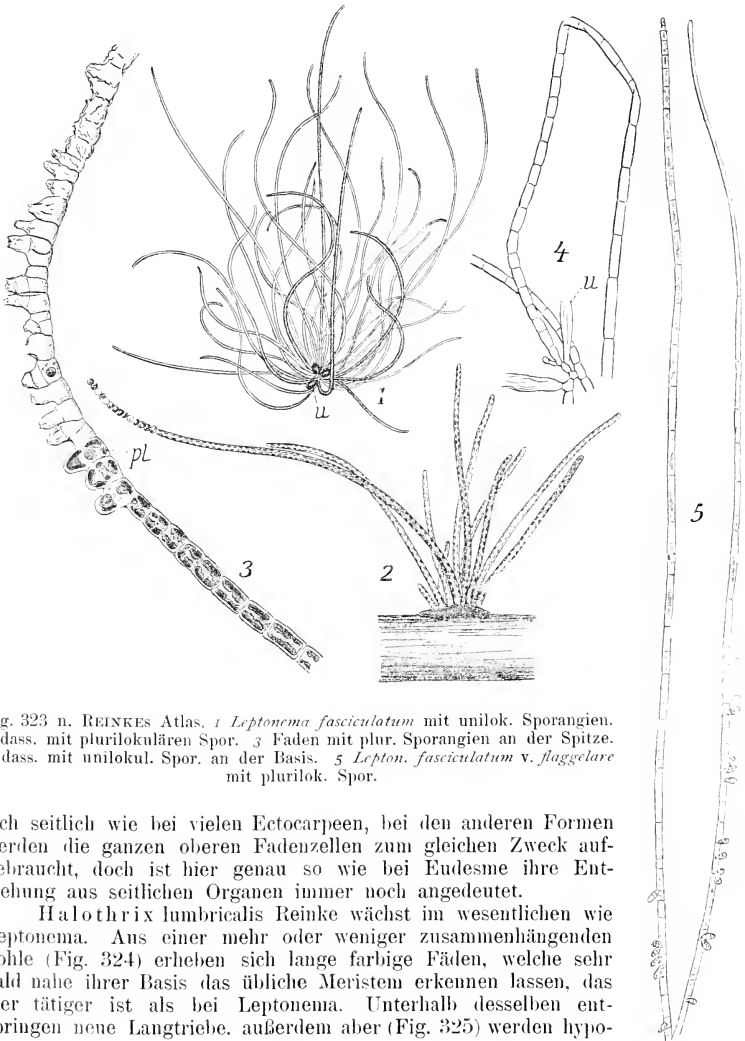 4
u
1
u
pl
5
3
2
g. 323 n. REINKES Atlas. 1 Leptonema fasciculatum mit unilok. Sporangien.
dass. mit plurilokulären Spor. 3 Faden mit plur. Sporangien an der Spitze.
dass. mit unilokul. Spor. an der Basis. 5 Lepton. fasciculatum v. flaggelare
mit plurilok. Spor.
ch seitlich wie bei vielen Ectocarpeen, bei den anderen Formen
erden die ganzen oberen Fadenzellen zum gleichen Zweck auf-
ebraucht, doch ist hier genau so wie bei Eudesme ihre Ent-
ehung aus seitlichen Organen immer noch angedeutet.
Halothrix lumbricalis Reinke wächst im wesentlichen wie
eptonema. Aus einer mehr oder weniger zusammenhängenden
ohle (Fig. 324) erheben sich lange farbige Fäden, welche sehr
ald nahe ihrer Basis das übliche Meristem erkennen lassen, das
er tätiger ist als bei Leptonema. Unterhalb desselben ent-
pringen neue Langtriebe. außerdem aber (Fig. 325) werden hypo-